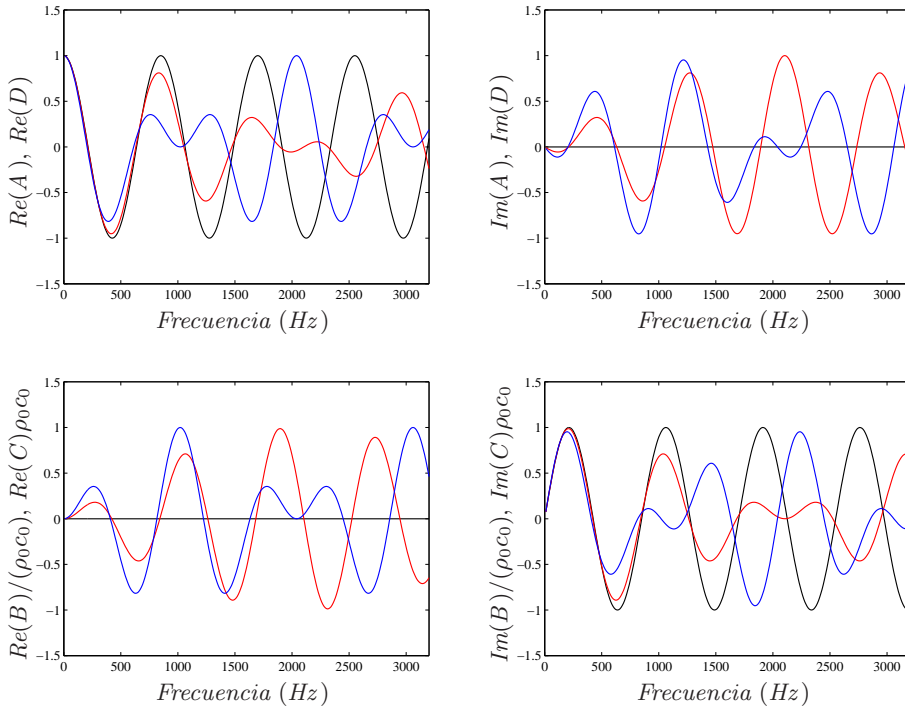 1.5
1
0.5
0
−0.5
−1
−1.5
0 500 1000 1500 2000 2500 3000
Re(A), Re(D)
Frecuencia (Hz)
1.5
1
0.5
0
−0.5
−1
−1.5
0 500 1000 1500 2000 2500 3000
Im(A), Im(D)
Frecuencia (Hz)
1.5
1
0.5
0
−0.5
−1
−1.5
0 500 1000 1500 2000 2500 3000
Re(B)/(ρ₀c₀), Re(C)ρ₀c₀
Frecuencia (Hz)
1.5
1
0.5
0
−0.5
−1
−1.5
0 500 1000 1500 2000 2500 3000
Im(B)/(ρ₀c₀), Im(C)ρ₀c₀
Frecuencia (Hz)